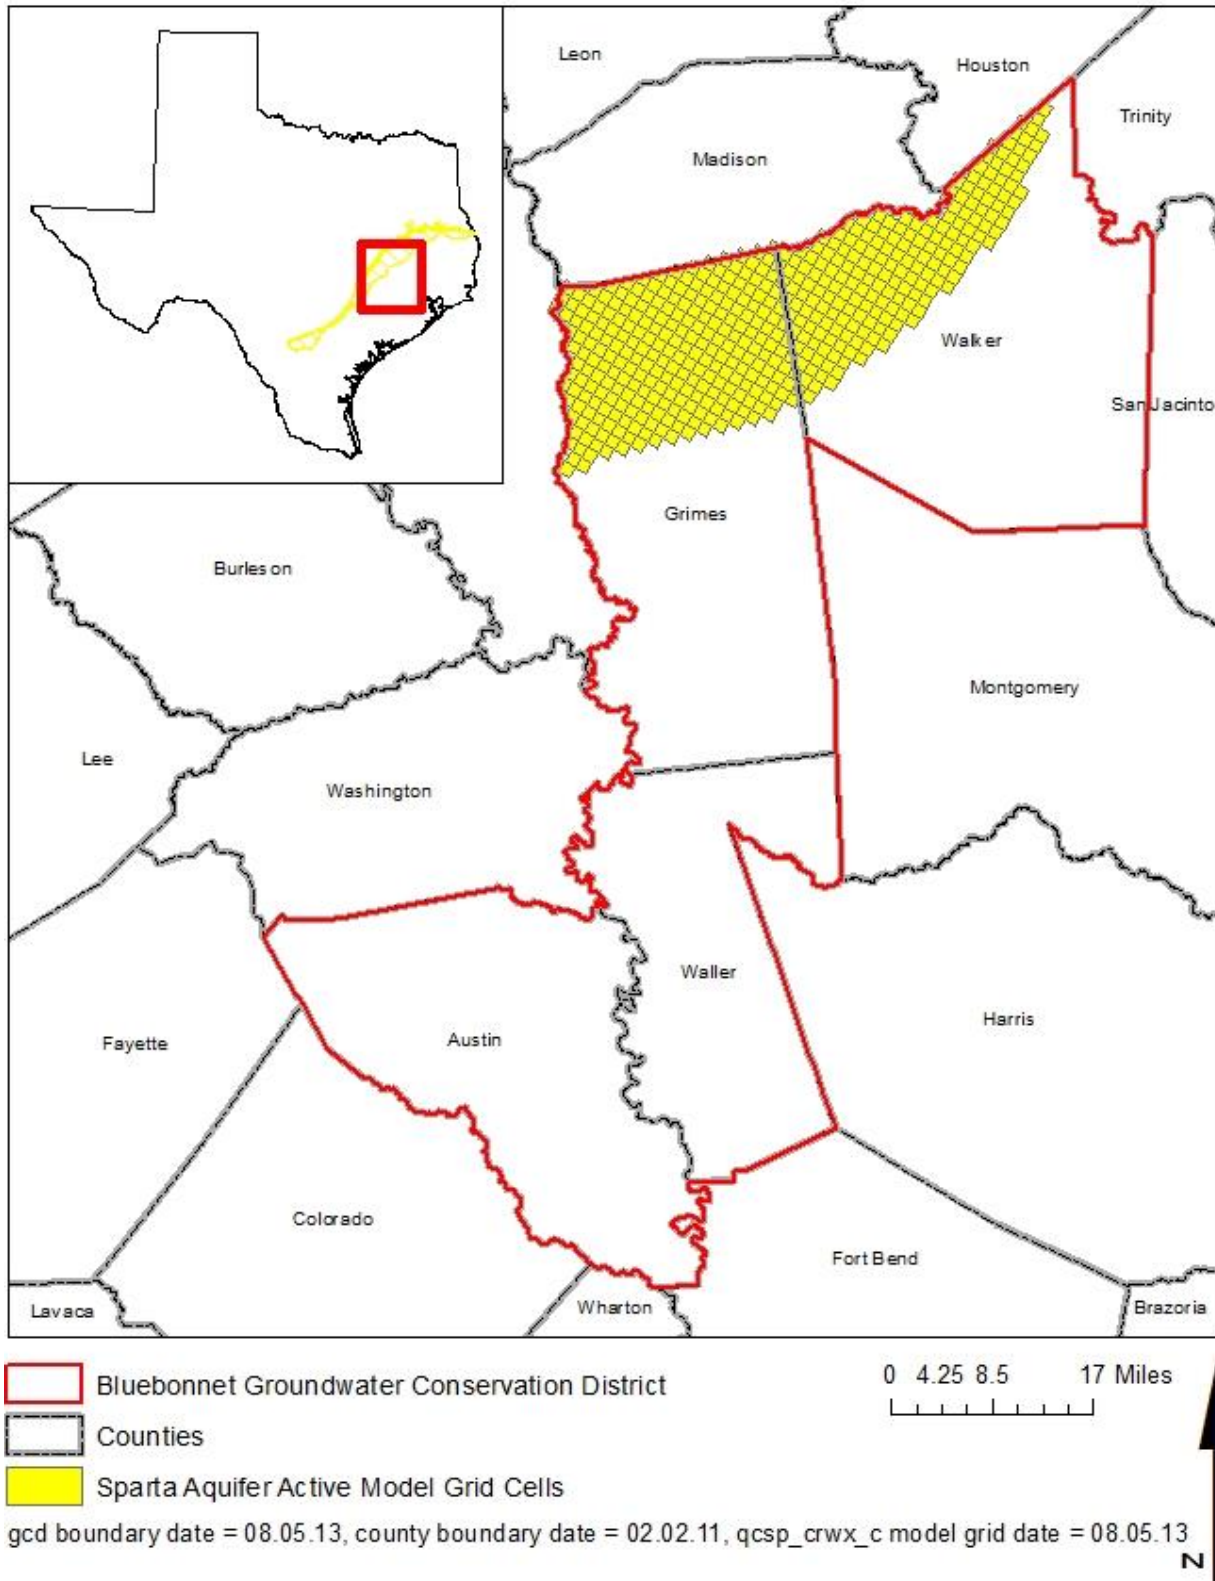 Leon
Houston
Trinity
Madison
Walker
San Jacinto
Grimes
Burleson
Montgomery
Lee
Washington
Waller
Harris
Fayette
Austin
Colorado
Fort Bend
Lavaca
Wharton
Brazoria
Bluebonnet Groundwater Conservation District
0 4.25 8.5 17 Miles
Counties
Sparta Aquifer Active Model Grid Cells
gcd boundary date = 08.05.13, county boundary date = 02.02.11, qcsp_crwx_c model grid date = 08.05.13
N